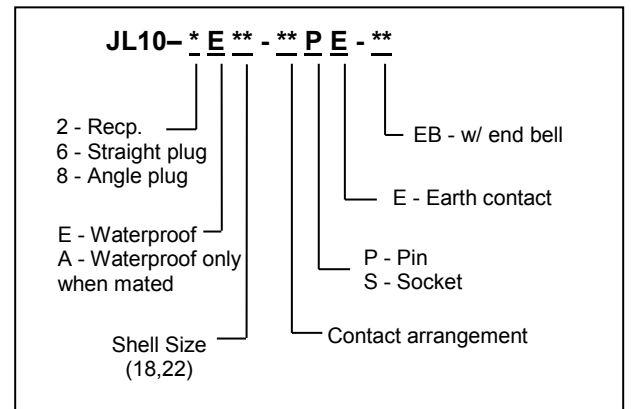 JL10– * E ** - ** P E - **
2 - Recp.
6 - Straight plug
8 - Angle plug
E - Waterproof
A - Waterproof only
when mated
Shell Size
(18,22)
EB - w/ end bell
E - Earth contact
P - Pin
S - Socket
Contact arrangement